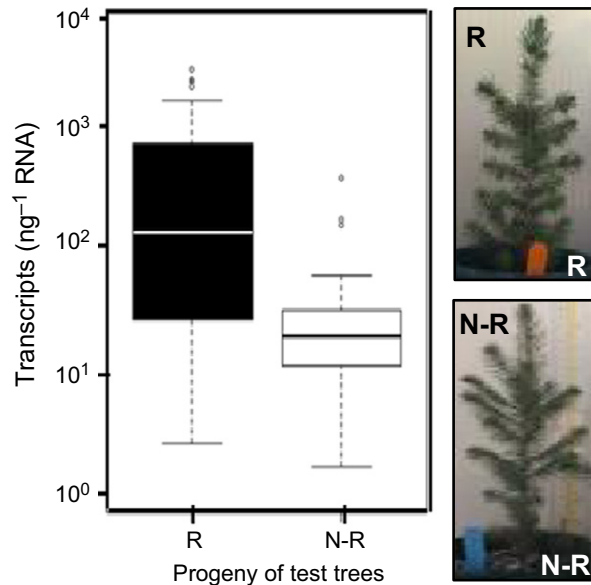 Transcripts (ng⁻¹ RNA)
10⁴
10³
10²
10¹
10⁰
R
N-R
Progeny of test trees
R
R
N-R
N-R